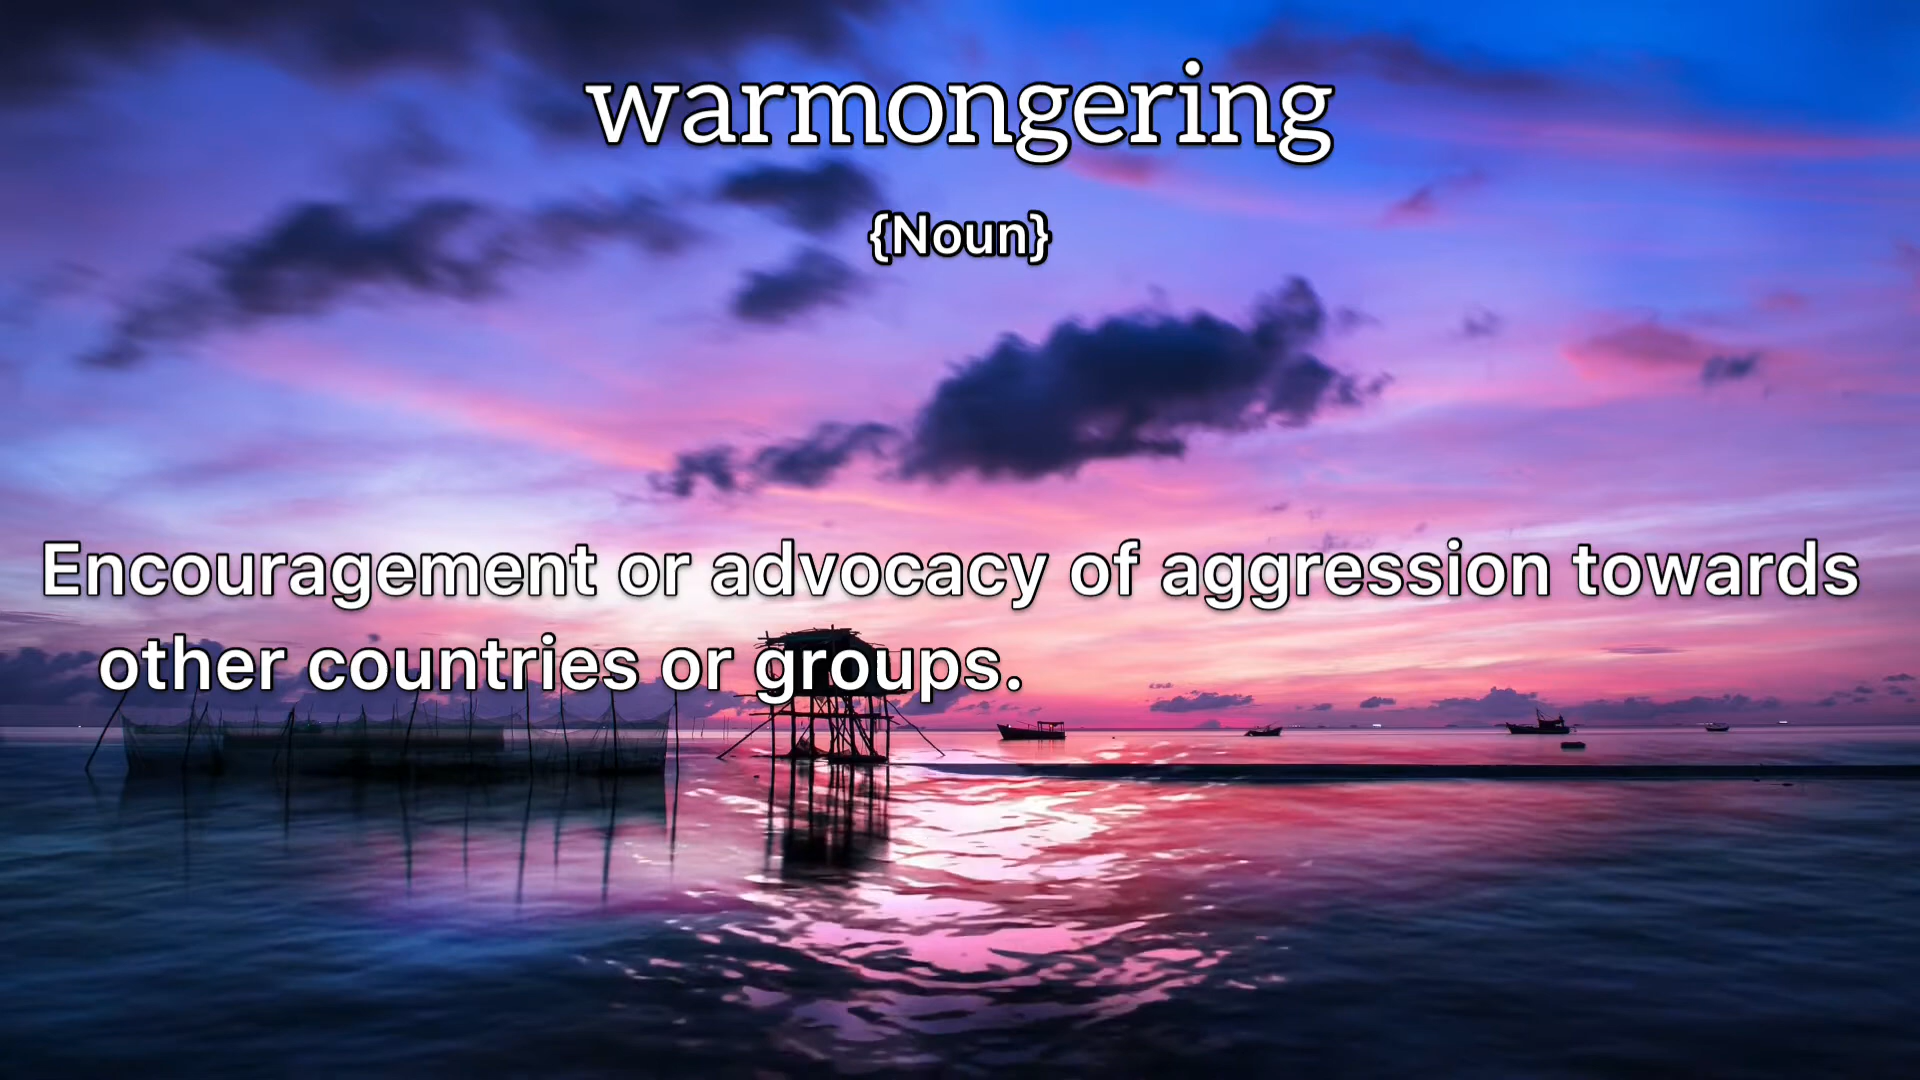 warmongering
{Noun}
Encouragement or advocacy of aggression towards
other countries or groups.